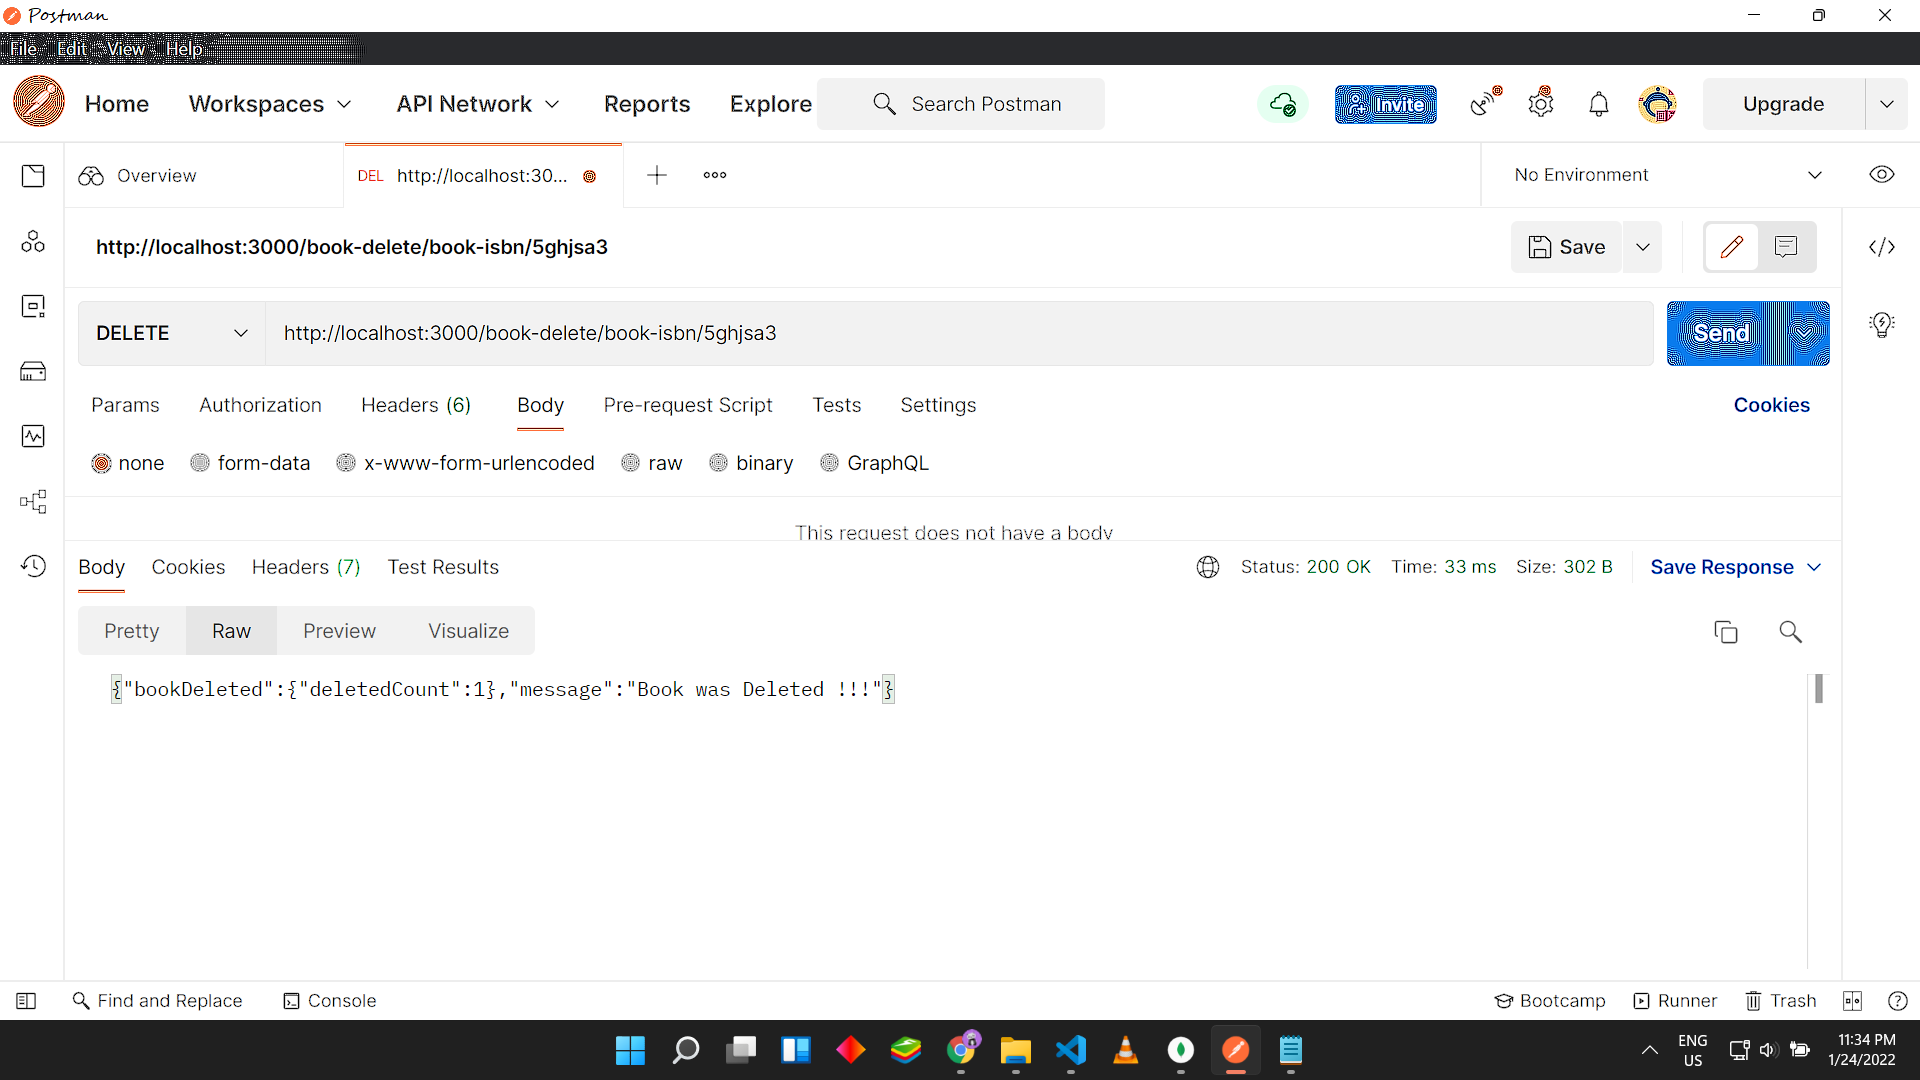 Postman
File Edit View Help
Home Workspaces API Network Reports Explore Search Postman Invite Upgrade
Overview DEL http://localhost:30... No Environment
http://localhost:3000/book-delete/book-isbn/5ghjsa3 Save
DELETE http://localhost:3000/book-delete/book-isbn/5ghjsa3 Send
Params Authorization Headers (6) Body Pre-request Script Tests Settings Cookies
none form-data x-www-form-urlencoded raw binary GraphQL
This request does not have a body
Body Cookies Headers (7) Test Results Status: 200 OK Time: 33 ms Size: 302 B Save Response
Pretty Raw Preview Visualize
{"bookDeleted":{"deletedCount":1},"message":"Book was Deleted !!!"}
Find and Replace Console Bootcamp Runner Trash
ENG 11:34 PM
US 1/24/2022